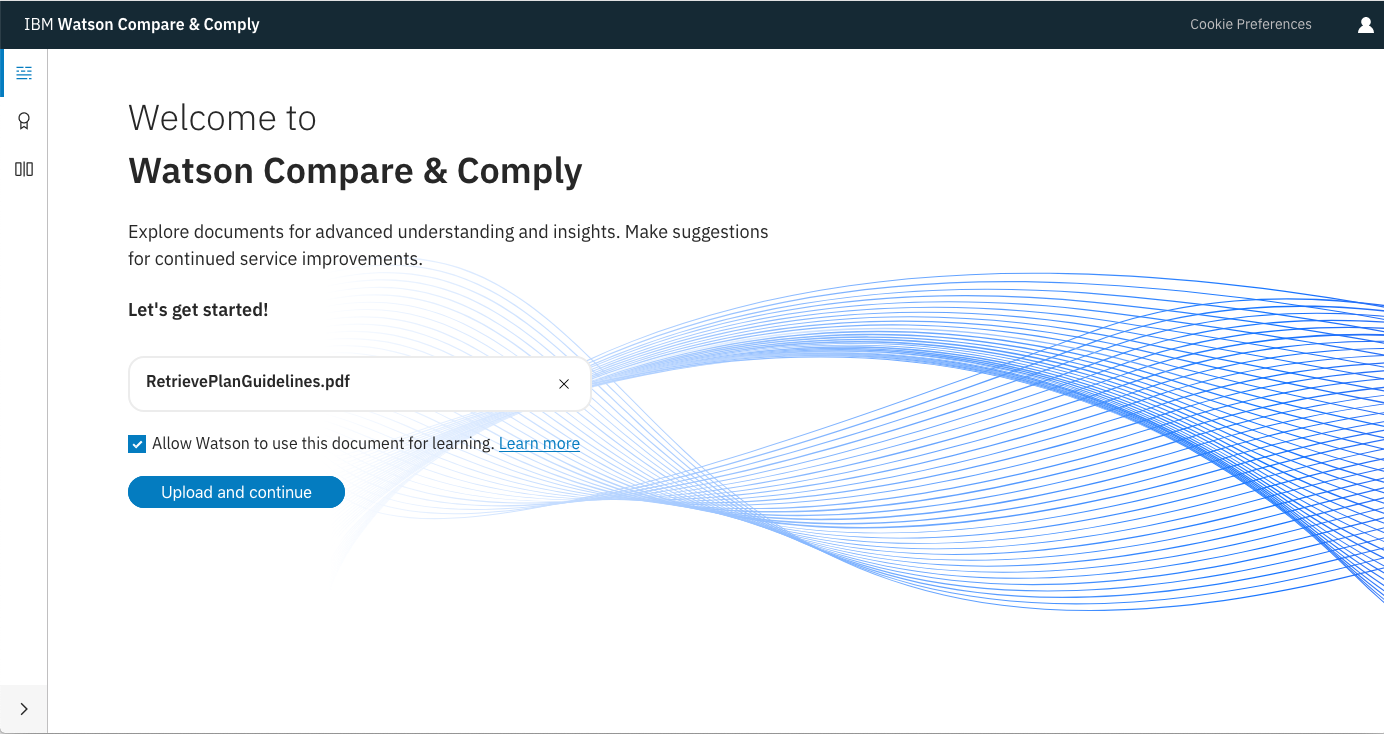 IBM Watson Compare & Comply
Cookie Preferences
Welcome to
Watson Compare & Comply
Explore documents for advanced understanding and insights. Make suggestions
for continued service improvements.
Let's get started!
RetrievePlanGuidelines.pdf
Allow Watson to use this document for learning. Learn more
Upload and continue